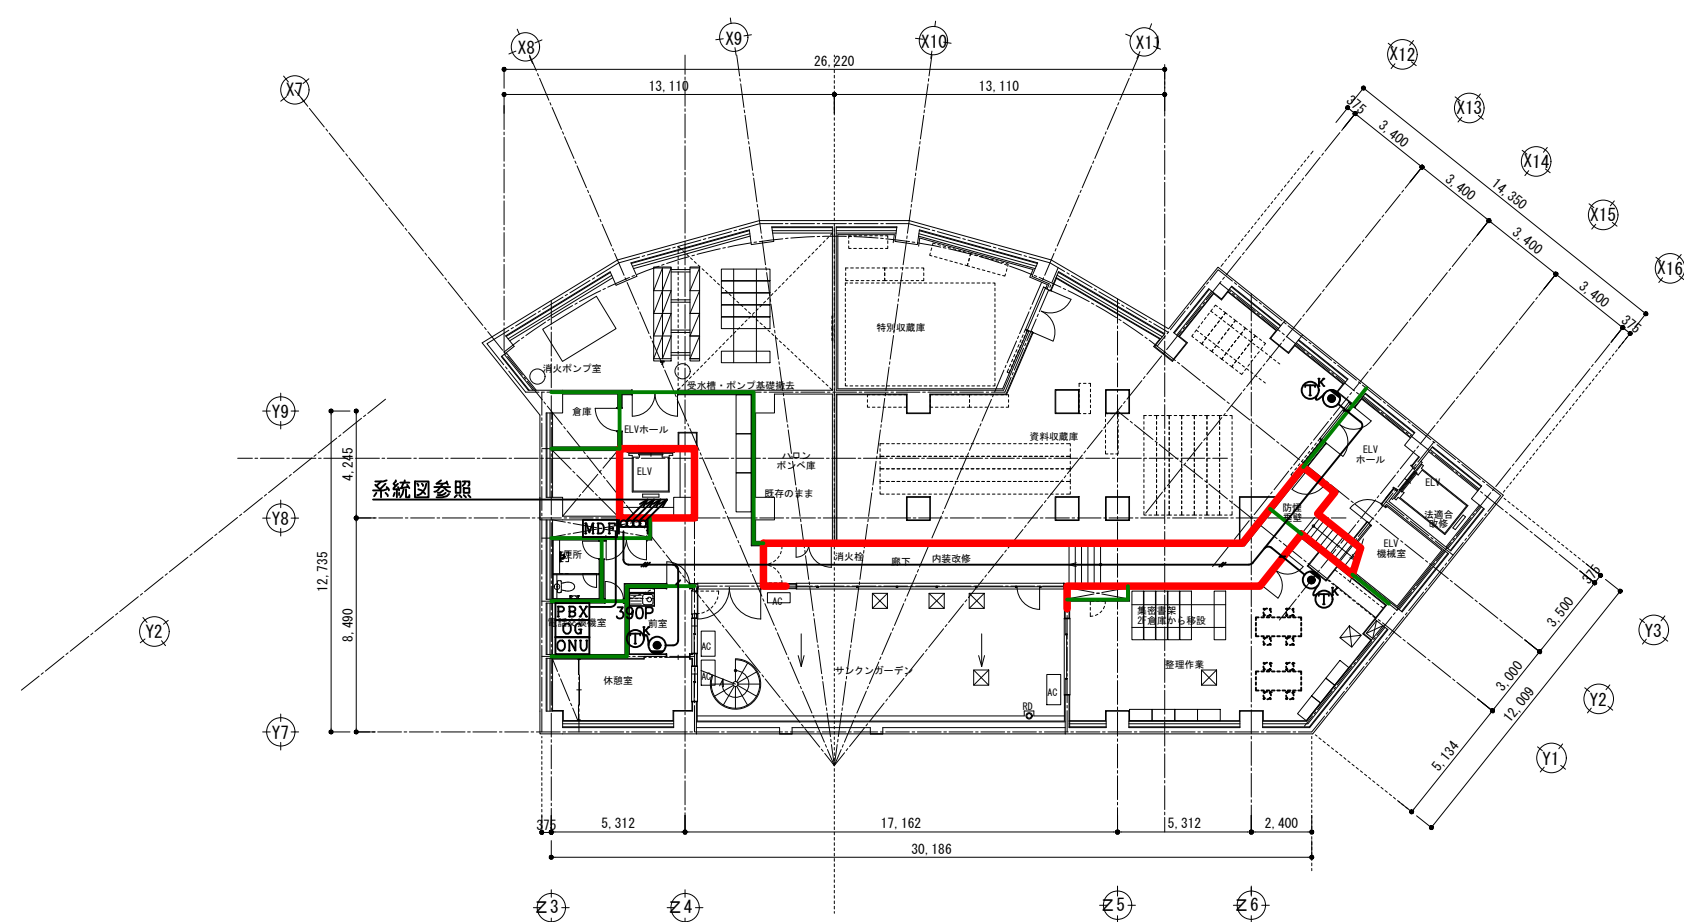 X7
X8
X9
X10
X11
X12
X13
X14
X15
X16
26,220
13,110
13,110
375
3,400
3,400
14,350
3,400
3,400
375
特別収蔵庫
消火ポンプ室
受水槽・ポンプ基礎撤去
Y9
倉庫
ELVホール
資料収蔵庫
ハロン
ボンベ庫
既存のまま
ELV
K
T
ELV
ホール
ELV
法適合
改修
4,245
系統図参照
Y8
MDF
防煙
垂壁
ELV
機械室
便所
消火栓
廊下
内装改修
12,735
8,490
Y2
PBX
OG
ONU
390P
前室
T
K
AC
集密書架
2F倉庫から移設
K
T
375
3,500
Y3
AC
AC
休憩室
サンクンガーデン
整理作業
AC
RD
3,000
12,009
Y2
5,134
Y1
Y7
375
5,312
17,162
5,312
2,400
30,186
Z3
Z4
Z5
Z6